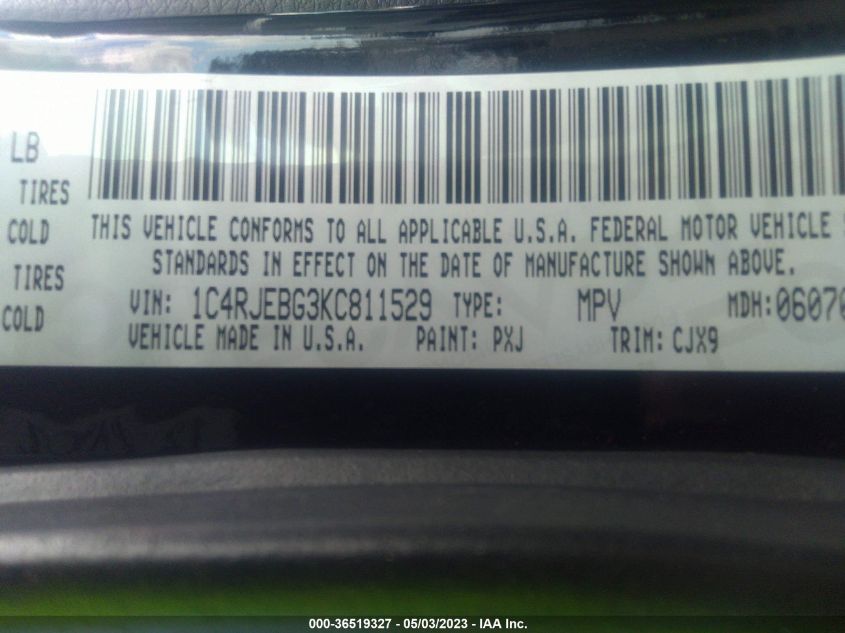 LB
TIRES
COLD
TIRES
COLD
THIS VEHICLE CONFORMS TO ALL APPLICABLE U.S.A. FEDERAL MOTOR VEHICLE
STANDARDS IN EFFECT ON THE DATE OF MANUFACTURE SHOWN ABOVE.
VIN: 1C4RJEBG3KC811529 TYPE: MPV MDH:06070
VEHICLE MADE IN U.S.A. PAINT: PXJ TRIM: CJX9
000-36519327 - 05/03/2023 - IAA Inc.